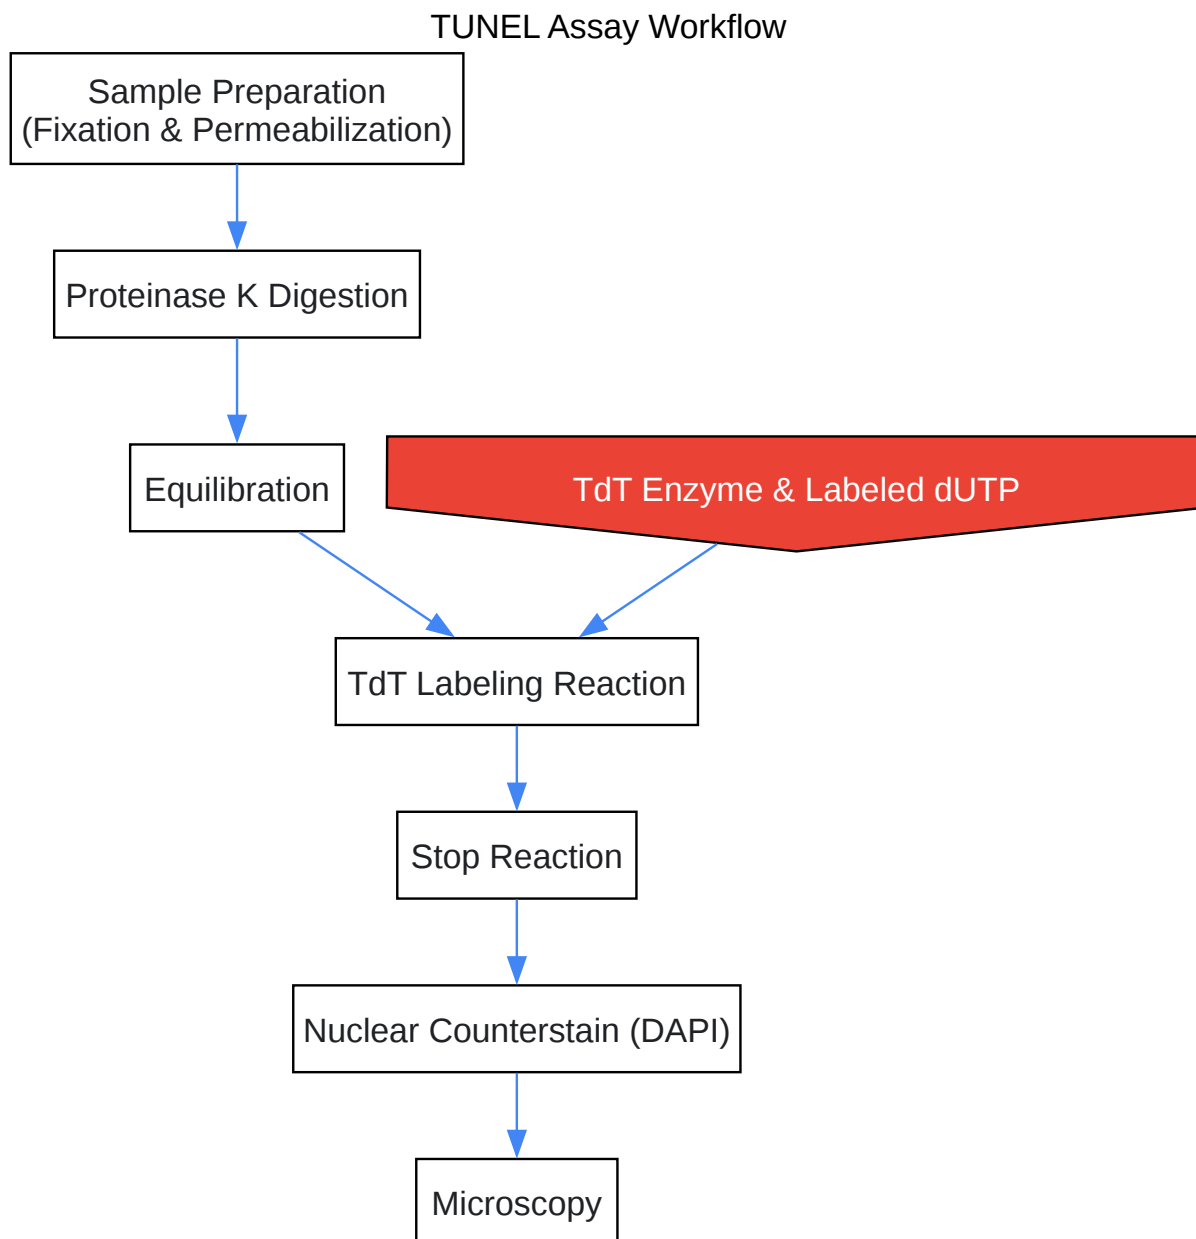 TUNEL Assay Workflow
Sample Preparation
(Fixation & Permeabilization)
Proteinase K Digestion
Equilibration
TdT Enzyme & Labeled dUTP
TdT Labeling Reaction
Stop Reaction
Nuclear Counterstain (DAPI)
Microscopy